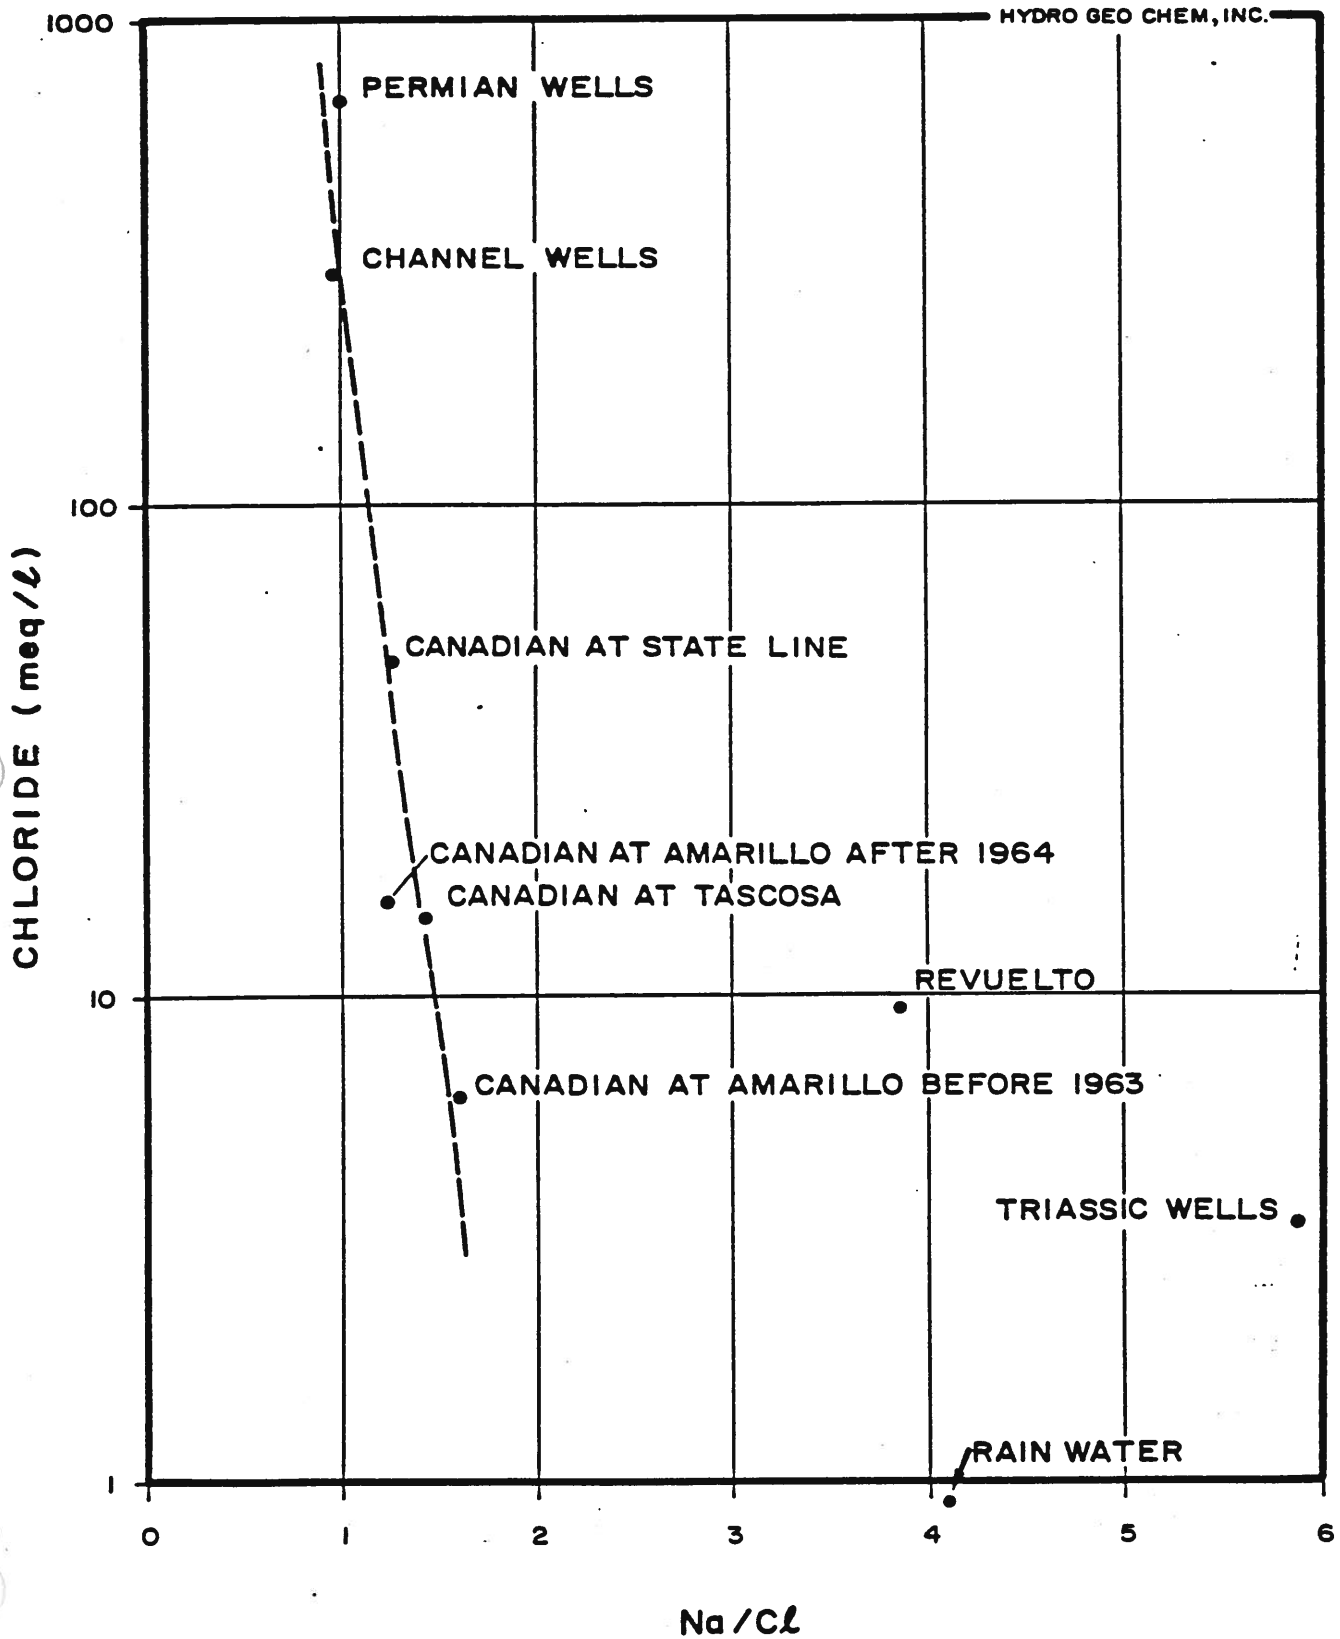 HYDRO GEO CHEM, INC.
1000
PERMIAN WELLS
CHANNEL WELLS
100
CHLORIDE (meq/ℓ)
CANADIAN AT STATE LINE
CANADIAN AT AMARILLO AFTER 1964
CANADIAN AT TASCOSA
REVUELTO
10
CANADIAN AT AMARILLO BEFORE 1963
TRIASSIC WELLS
RAIN WATER
1
0 1 2 3 4 5 6
Na/Cℓ